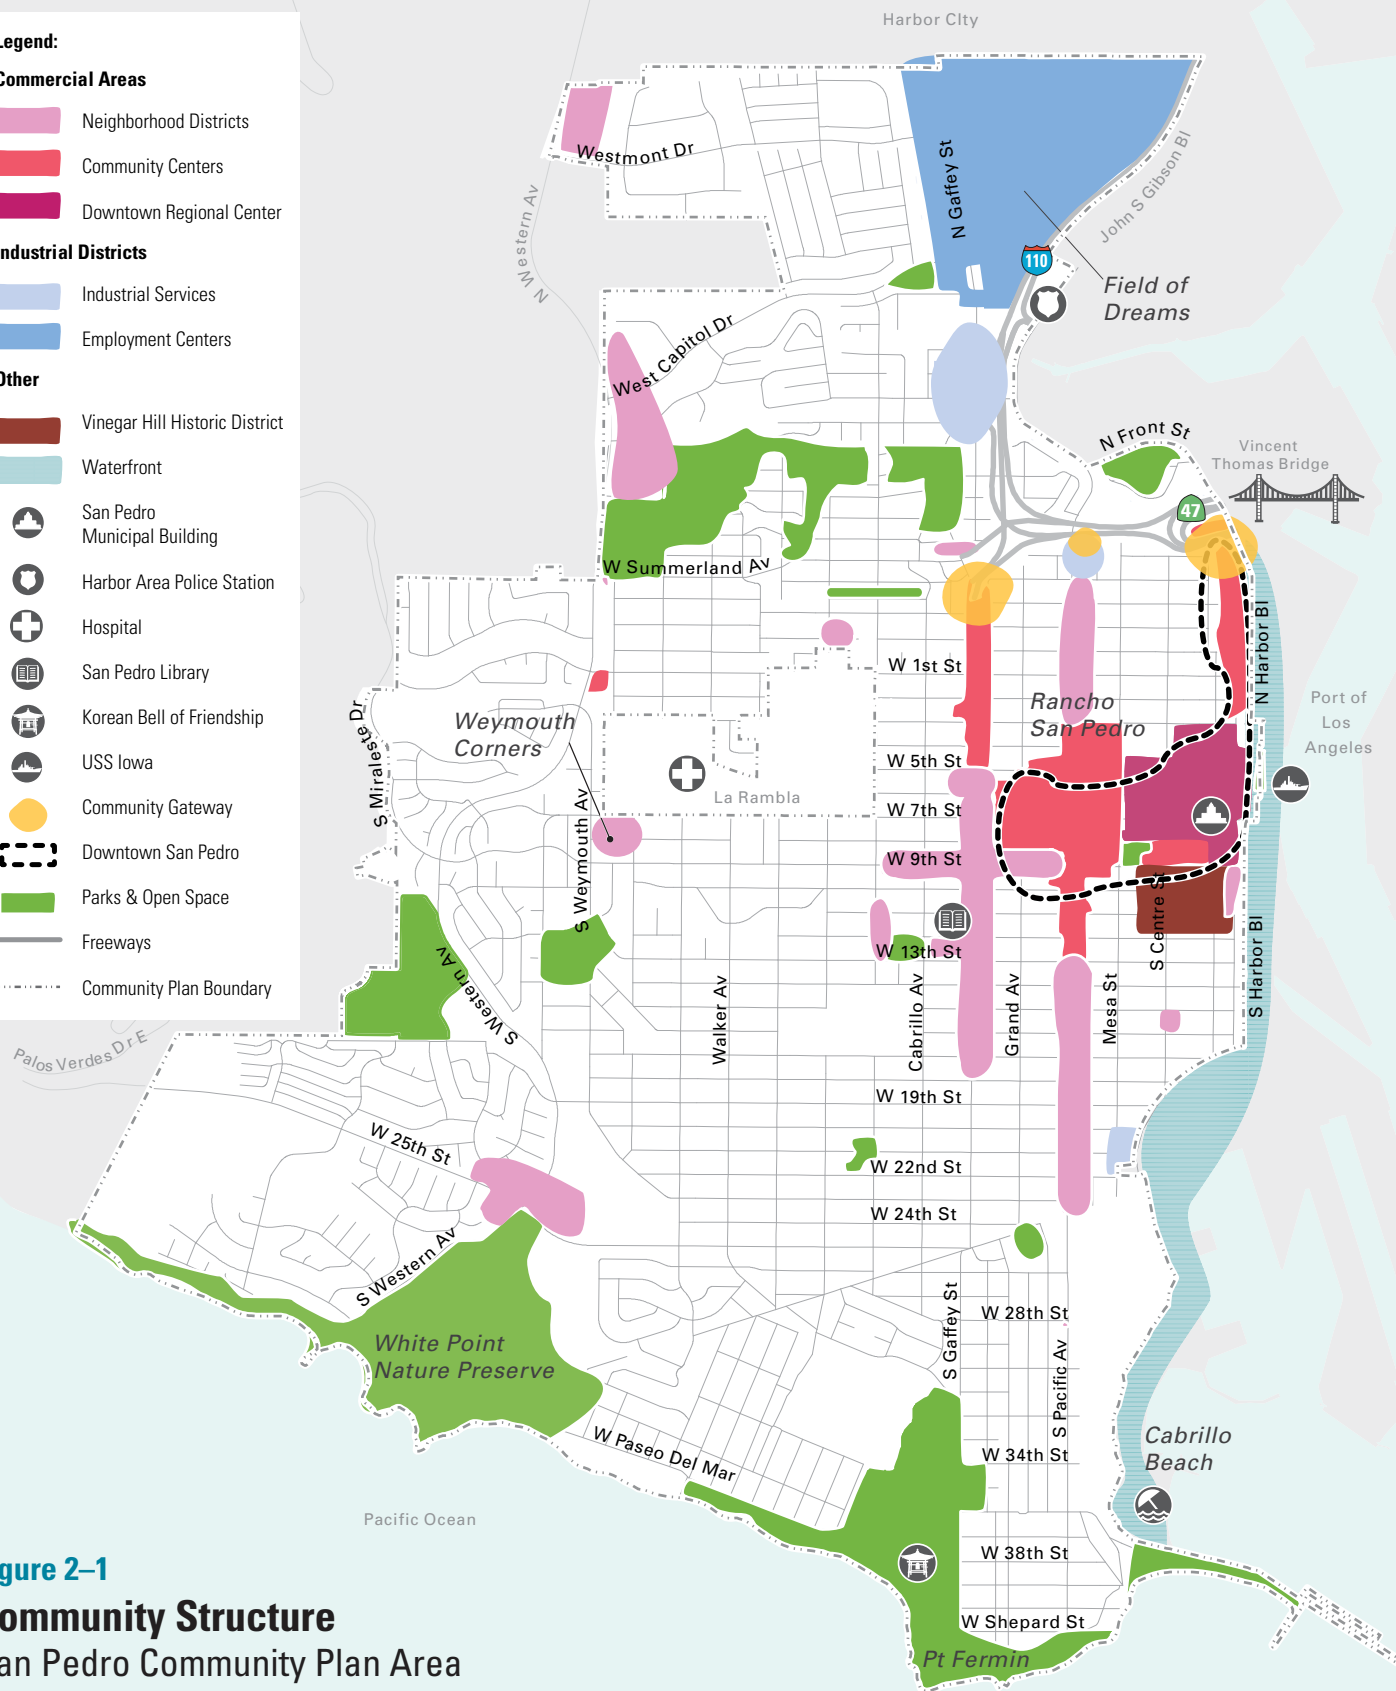 Legend:
Commercial Areas
Neighborhood Districts
Community Centers
Downtown Regional Center
Industrial Districts
Industrial Services
Employment Centers
Other
Vinegar Hill Historic District
Waterfront
San Pedro
Municipal Building
Harbor Area Police Station
Hospital
San Pedro Library
Korean Bell of Friendship
USS Iowa
Community Gateway
Downtown San Pedro
Parks & Open Space
Freeways
Community Plan Boundary
Harbor CIty
Westmont Dr
N Gaffey St
John S Gibson Bl
N Western Av
110
Field of
Dreams
West Capitol Dr
N Front St
Vincent
Thomas Bridge
47
W Summerland Av
N Harbor Bl
W 1st St
Rancho
San Pedro
Port of
Los
Angeles
Weymouth
Corners
S Miraleste Dr
W 5th St
La Rambla
W 7th St
S Weymouth Av
W 9th St
S Centre St
W 13th St
S Western Av
S Harbor Bl
Walker Av
Cabrillo Av
Grand Av
Mesa St
Palos Verdes Dr E
W 19th St
W 25th St
W 22nd St
W 24th St
S Western Av
S Gaffey St
W 28th St
White Point
Nature Preserve
S Pacific Av
W Paseo Del Mar
W 34th St
Cabrillo
Beach
Pacific Ocean
W 38th St
W Shepard St
Pt Fermin
gure 2–1
ommunity Structure
an Pedro Community Plan Area